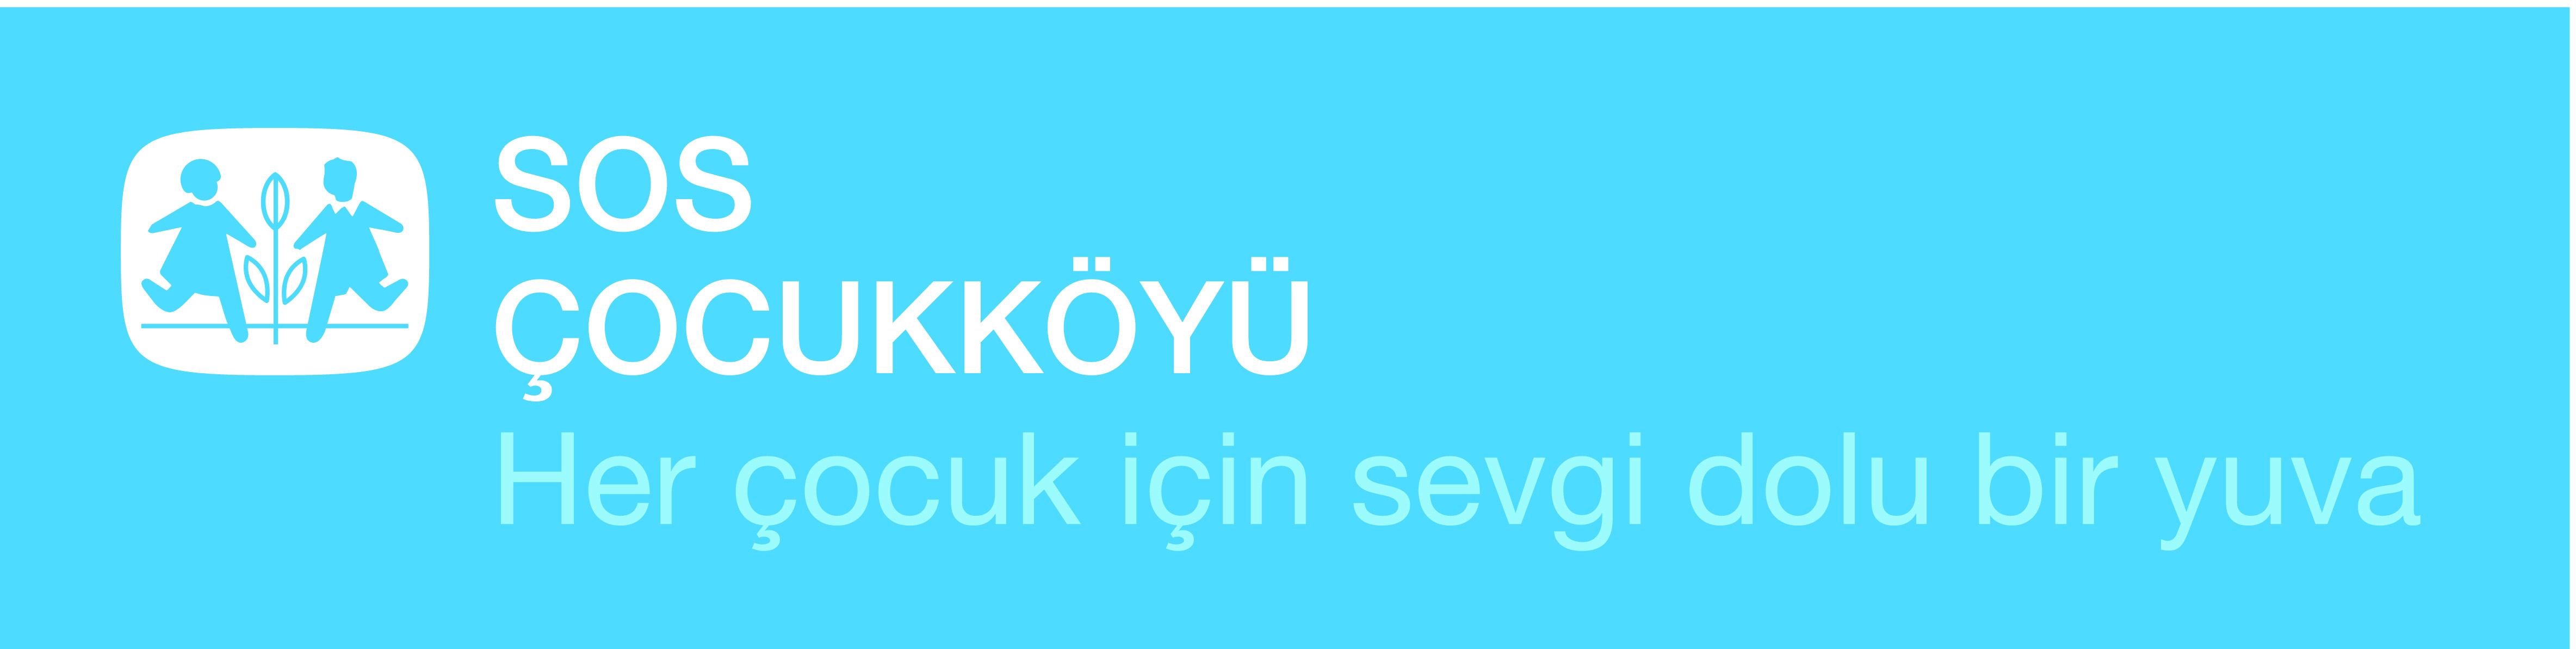 SOS
ÇOCUKKÖYÜ
Her çocuk için sevgi dolu bir yuva